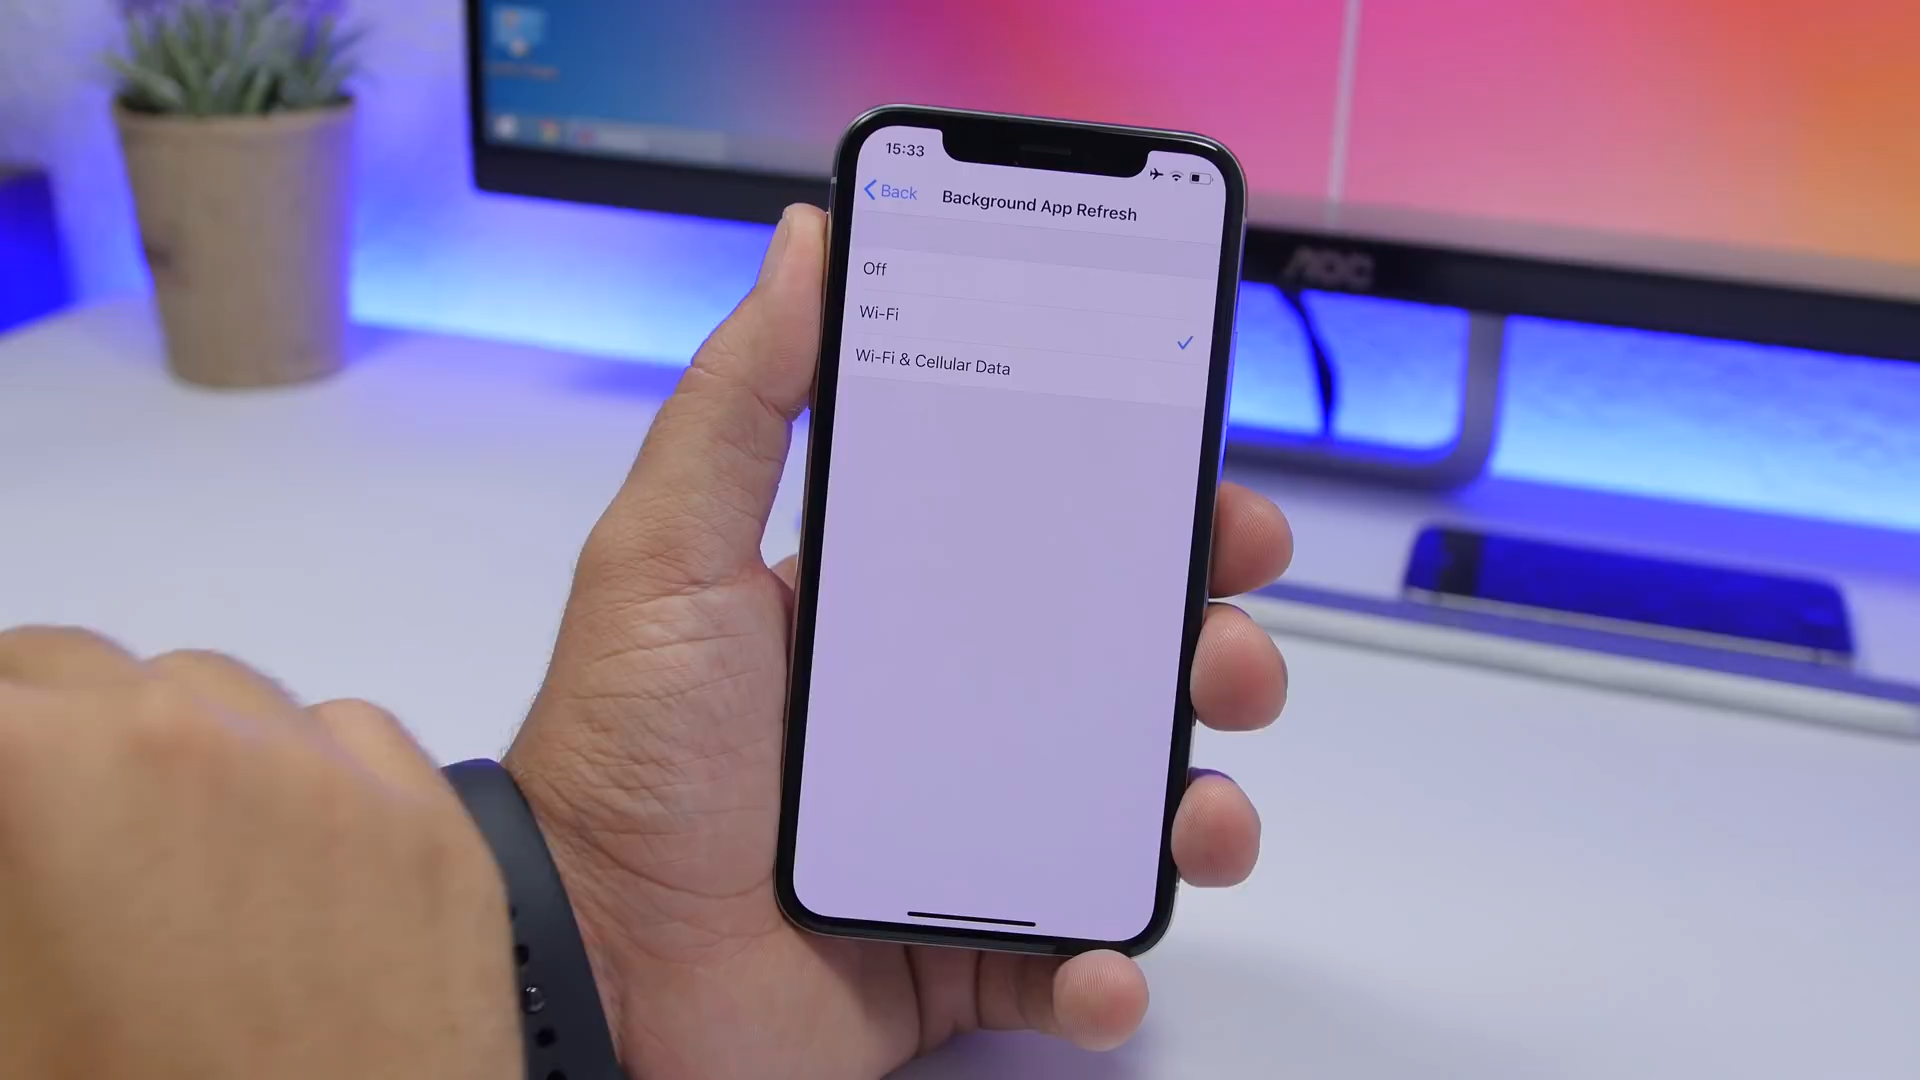 15:33
Back
Background App Refresh
Off
Wi-Fi
Wi-Fi & Cellular Data
AOC